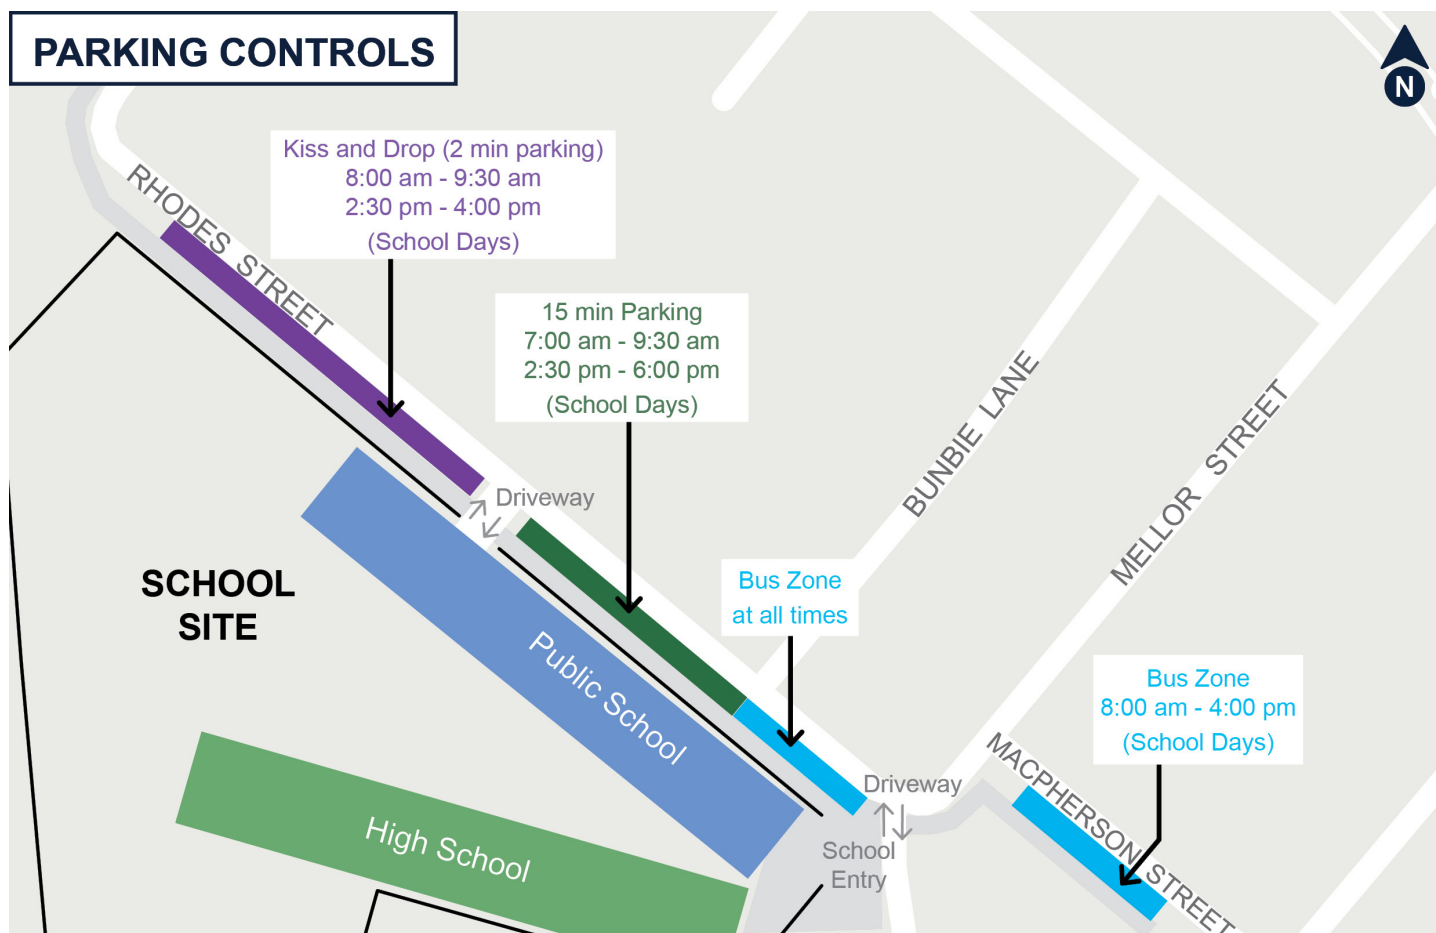 PARKING CONTROLS
N
Kiss and Drop (2 min parking)
8:00 am - 9:30 am
2:30 pm - 4:00 pm
(School Days)
RHODES STREET
15 min Parking
7:00 am - 9:30 am
2:30 pm - 6:00 pm
(School Days)
BUNBIE LANE
MELLOR STREET
Driveway
SCHOOL
SITE
Bus Zone
at all times
Public School
Bus Zone
8:00 am - 4:00 pm
(School Days)
MACPHERSON STREET
Driveway
High School
School
Entry